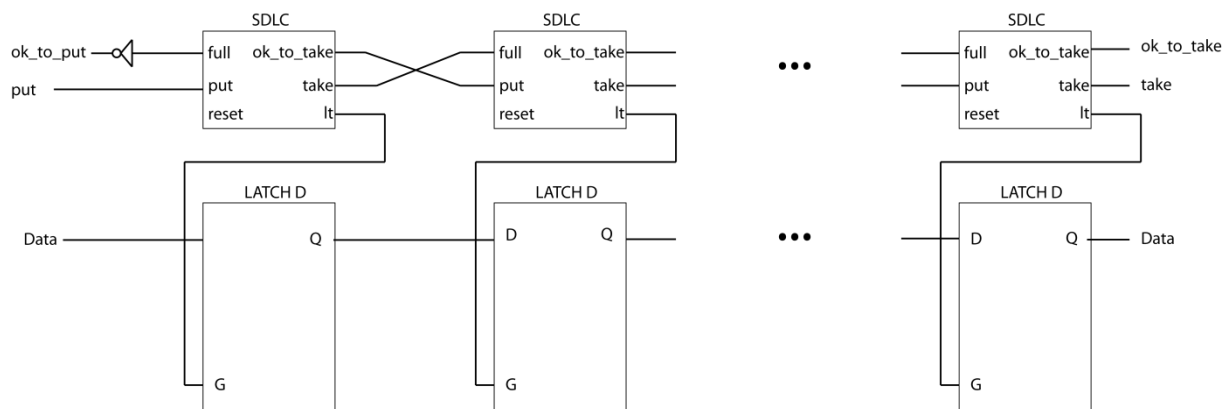 SDLC SDLC SDLC
ok_to_put full ok_to_take full ok_to_take full ok_to_take ok_to_take
put put take put take ••• put take take
reset lt reset lt reset lt
LATCH D LATCH D LATCH D
Data Q D Q ••• D Q Data
G G G